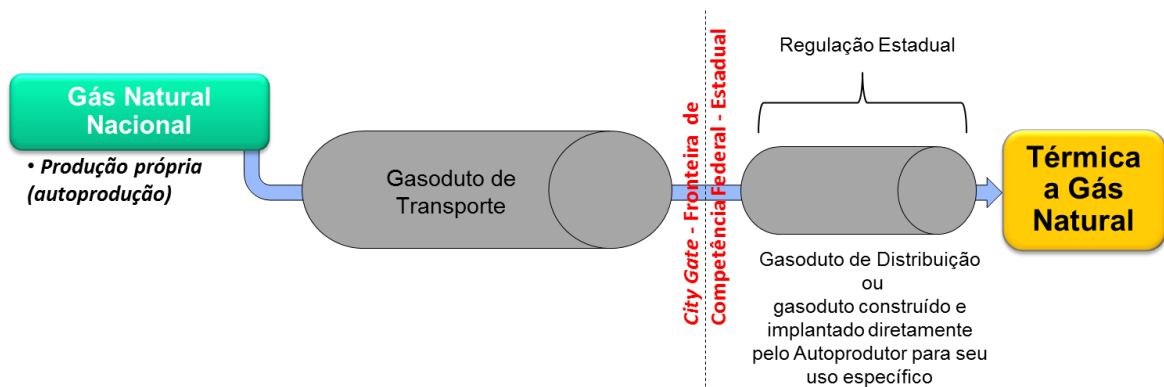 Gás Natural
Nacional
• Produção própria
(autoprodução)
Gasoduto de
Transporte
City Gate - Fronteira de
Competência Federal - Estadual
Regulação Estadual
Gasoduto de Distribuição
ou
gasoduto construído e
implantado diretamente
pelo Autoprodutor para seu
uso específico
Térmica
a Gás
Natural